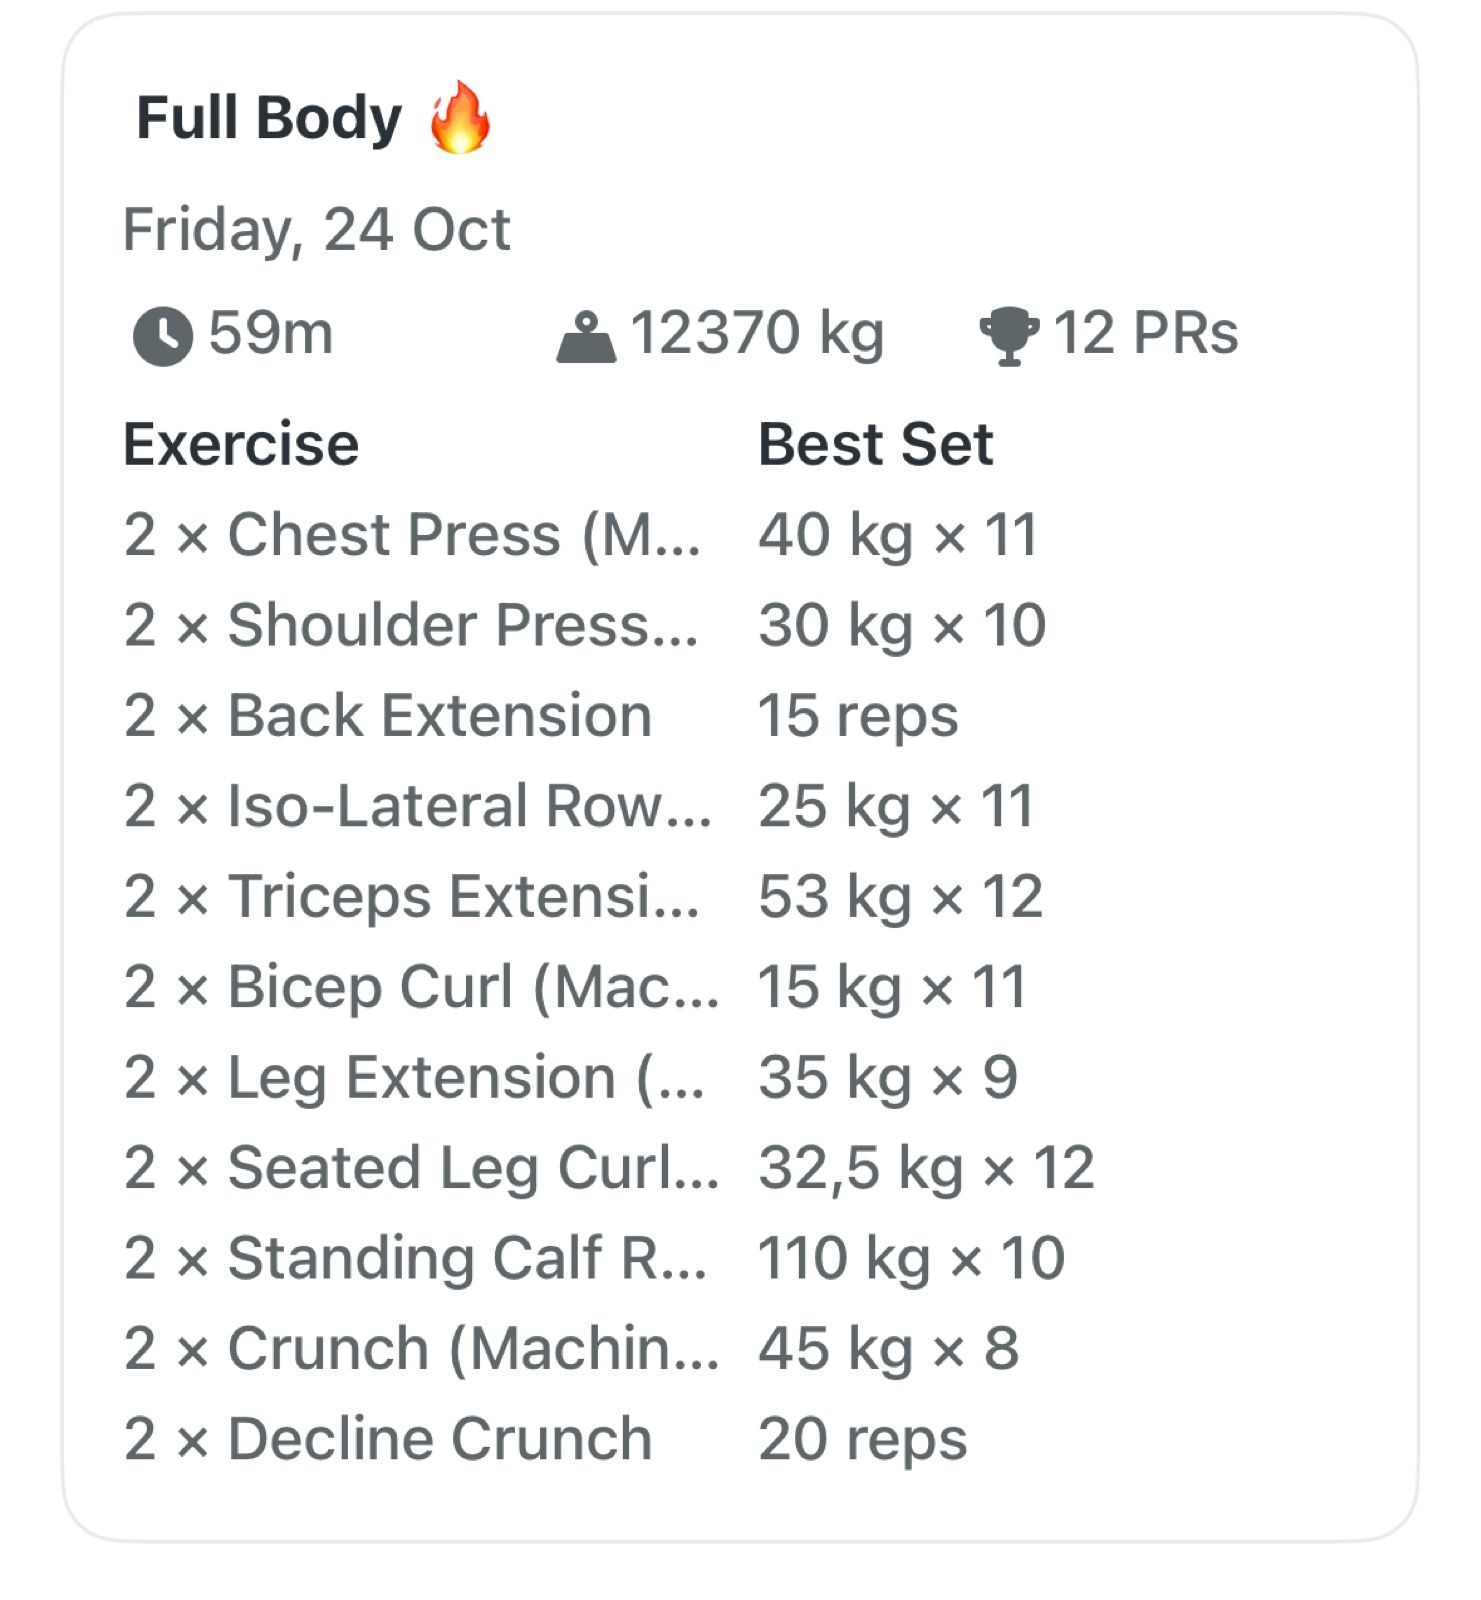 Full Body 🔥
Friday, 24 Oct
59m 12370 kg 12 PRs
Exercise Best Set
2 × Chest Press (M... 40 kg × 11
2 × Shoulder Press... 30 kg × 10
2 × Back Extension 15 reps
2 × Iso-Lateral Row... 25 kg × 11
2 × Triceps Extensi... 53 kg × 12
2 × Bicep Curl (Mac... 15 kg × 11
2 × Leg Extension (... 35 kg × 9
2 × Seated Leg Curl... 32,5 kg × 12
2 × Standing Calf R... 110 kg × 10
2 × Crunch (Machin... 45 kg × 8
2 × Decline Crunch 20 reps